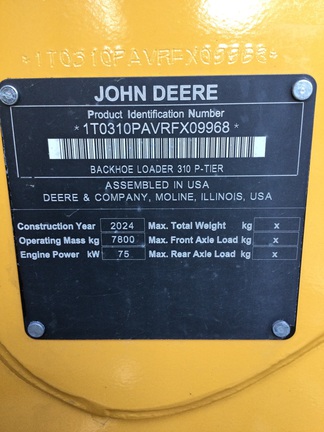 *1T0310PAVRFX09968*
JOHN DEERE
Product Identification Number
*1T0310PAVRFX09968*
BACKHOE LOADER 310 P-TIER
ASSEMBLED IN USA
DEERE & COMPANY, MOLINE, ILLINOIS, USA
Construction Year 2024 Max. Total Weight kg x
Operating Mass kg 7800 Max. Front Axle Load kg x
Engine Power kW 75 Max. Rear Axle Load kg x